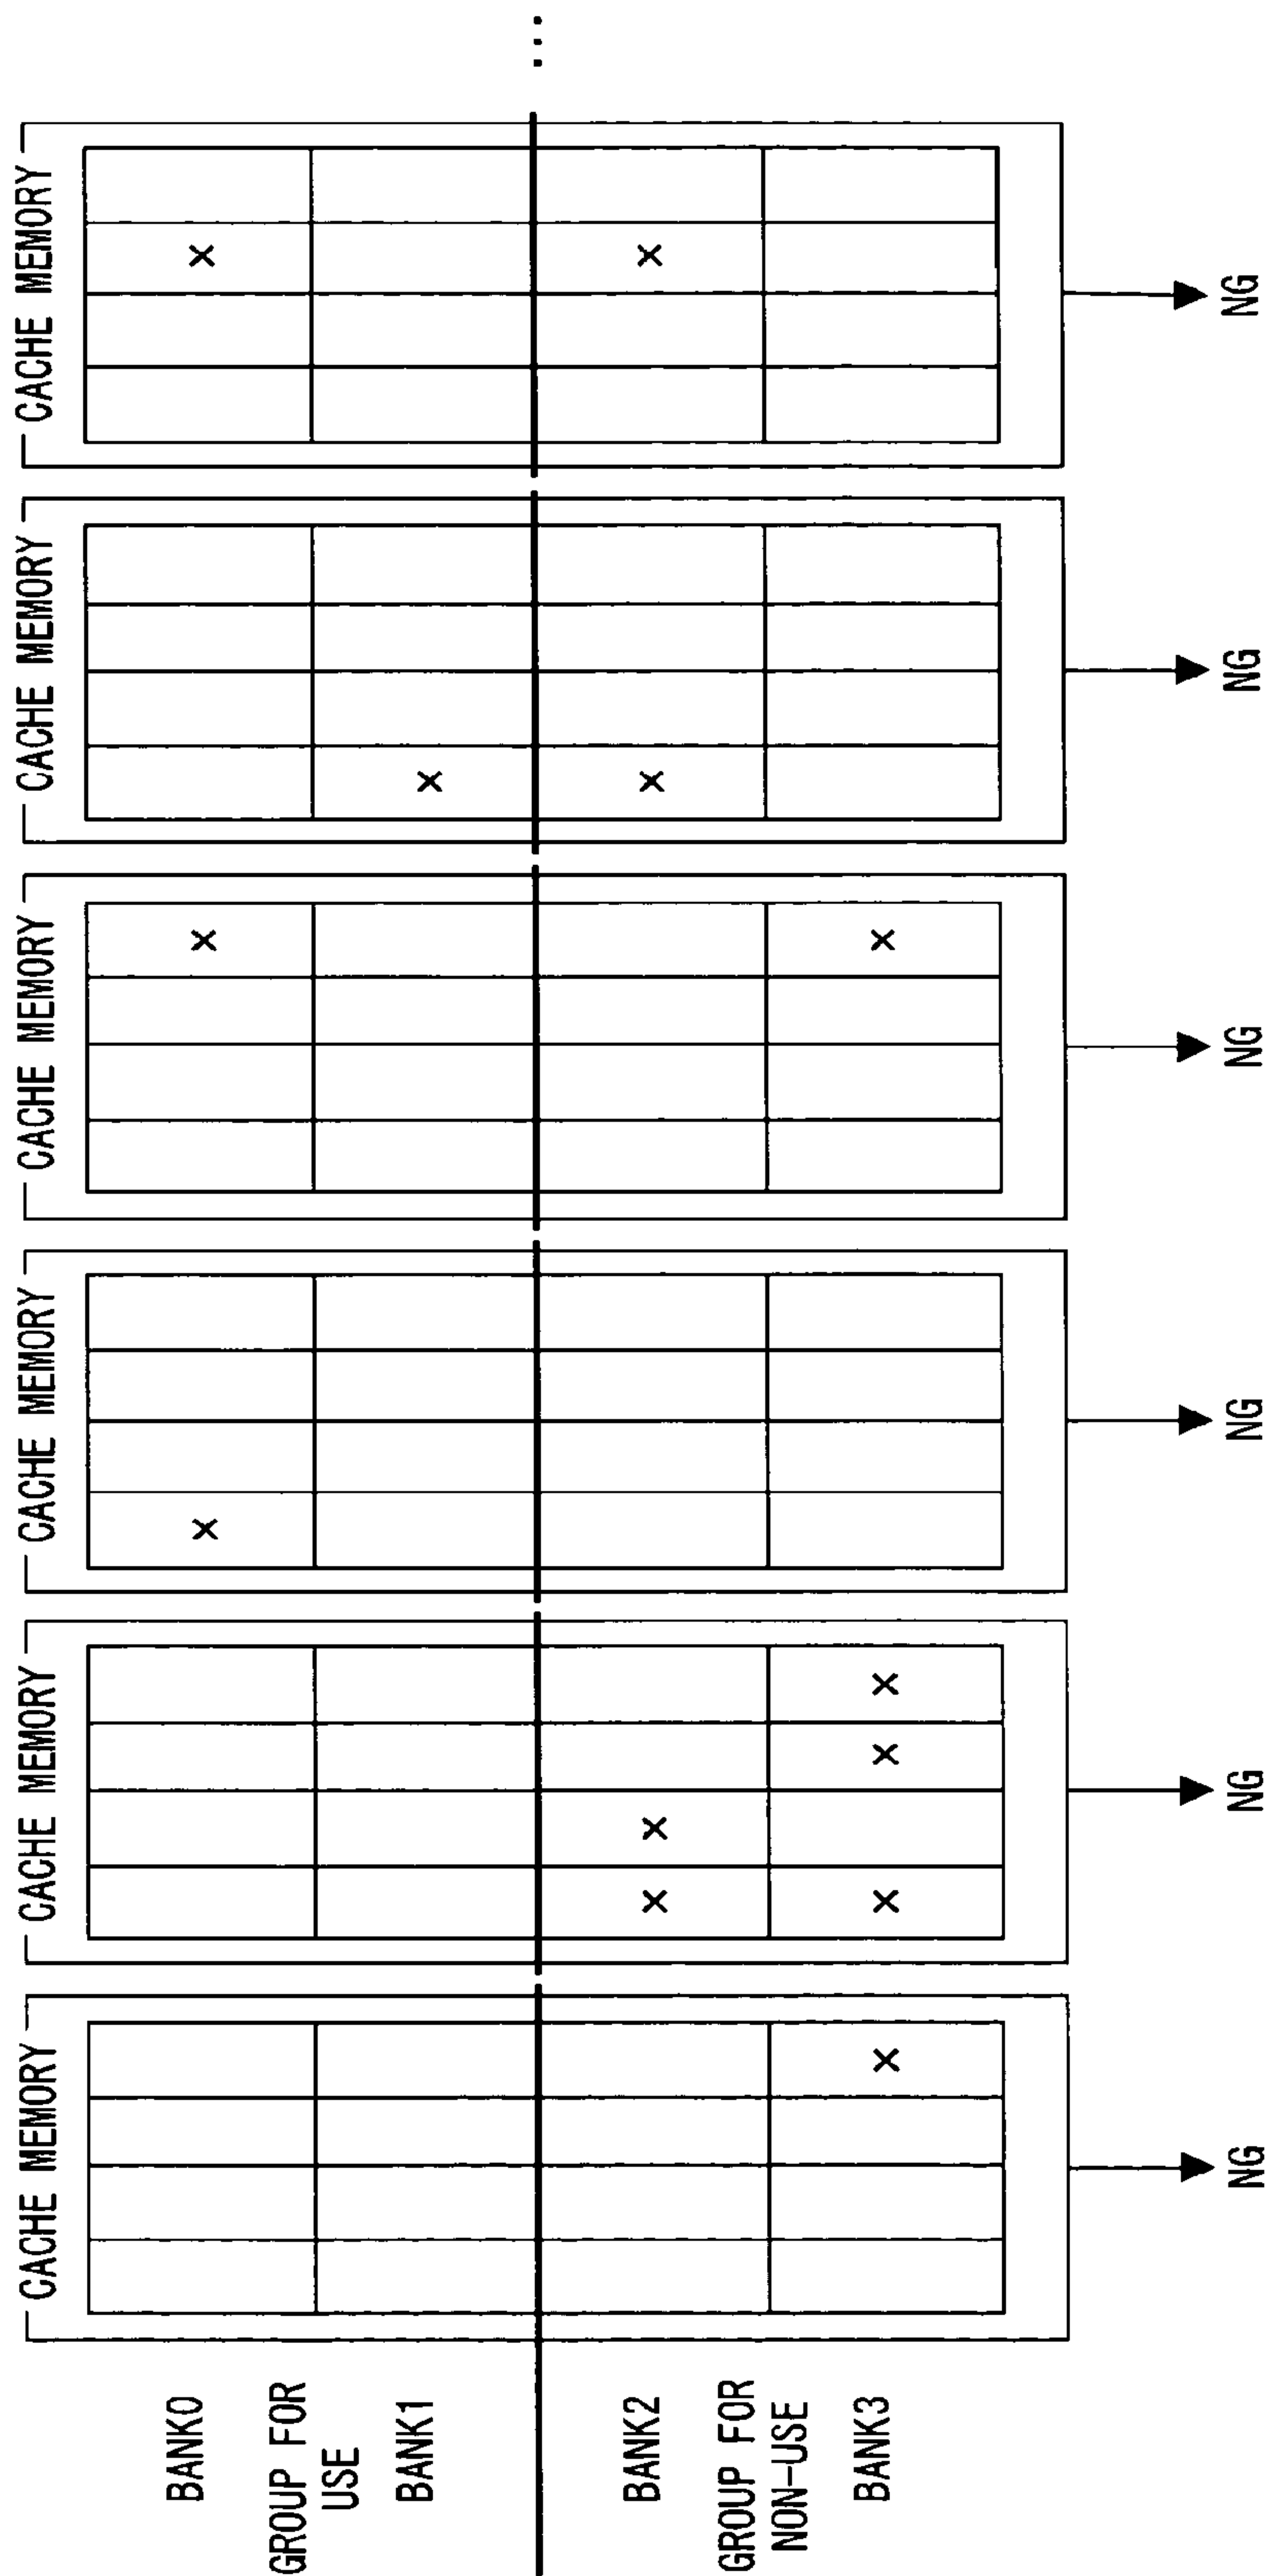 CACHE MEMORY CACHE MEMORY CACHE MEMORY CACHE MEMORY CACHE MEMORY CACHE MEMORY
BANK0 × × ×
GROUP FOR
USE
BANK1 ×
...
BANK2 × × × ×
GROUP FOR
NON-USE
BANK3 × × × × ×
NG NG NG NG NG NG